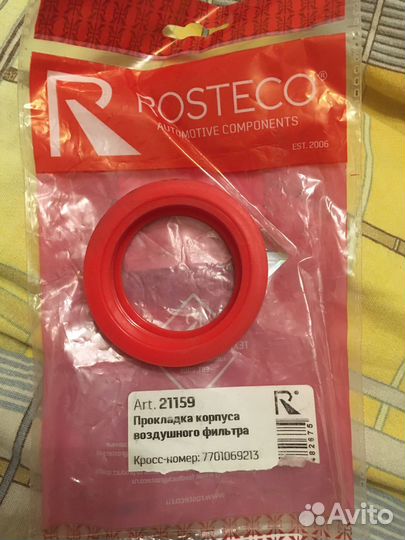 ROSTECO®
AUTOMOTIVE COMPONENTS
EST. 2006
Art. 21159
Прокладка корпуса
воздушного фильтра
Кросс-номер: 7701069213
Avito